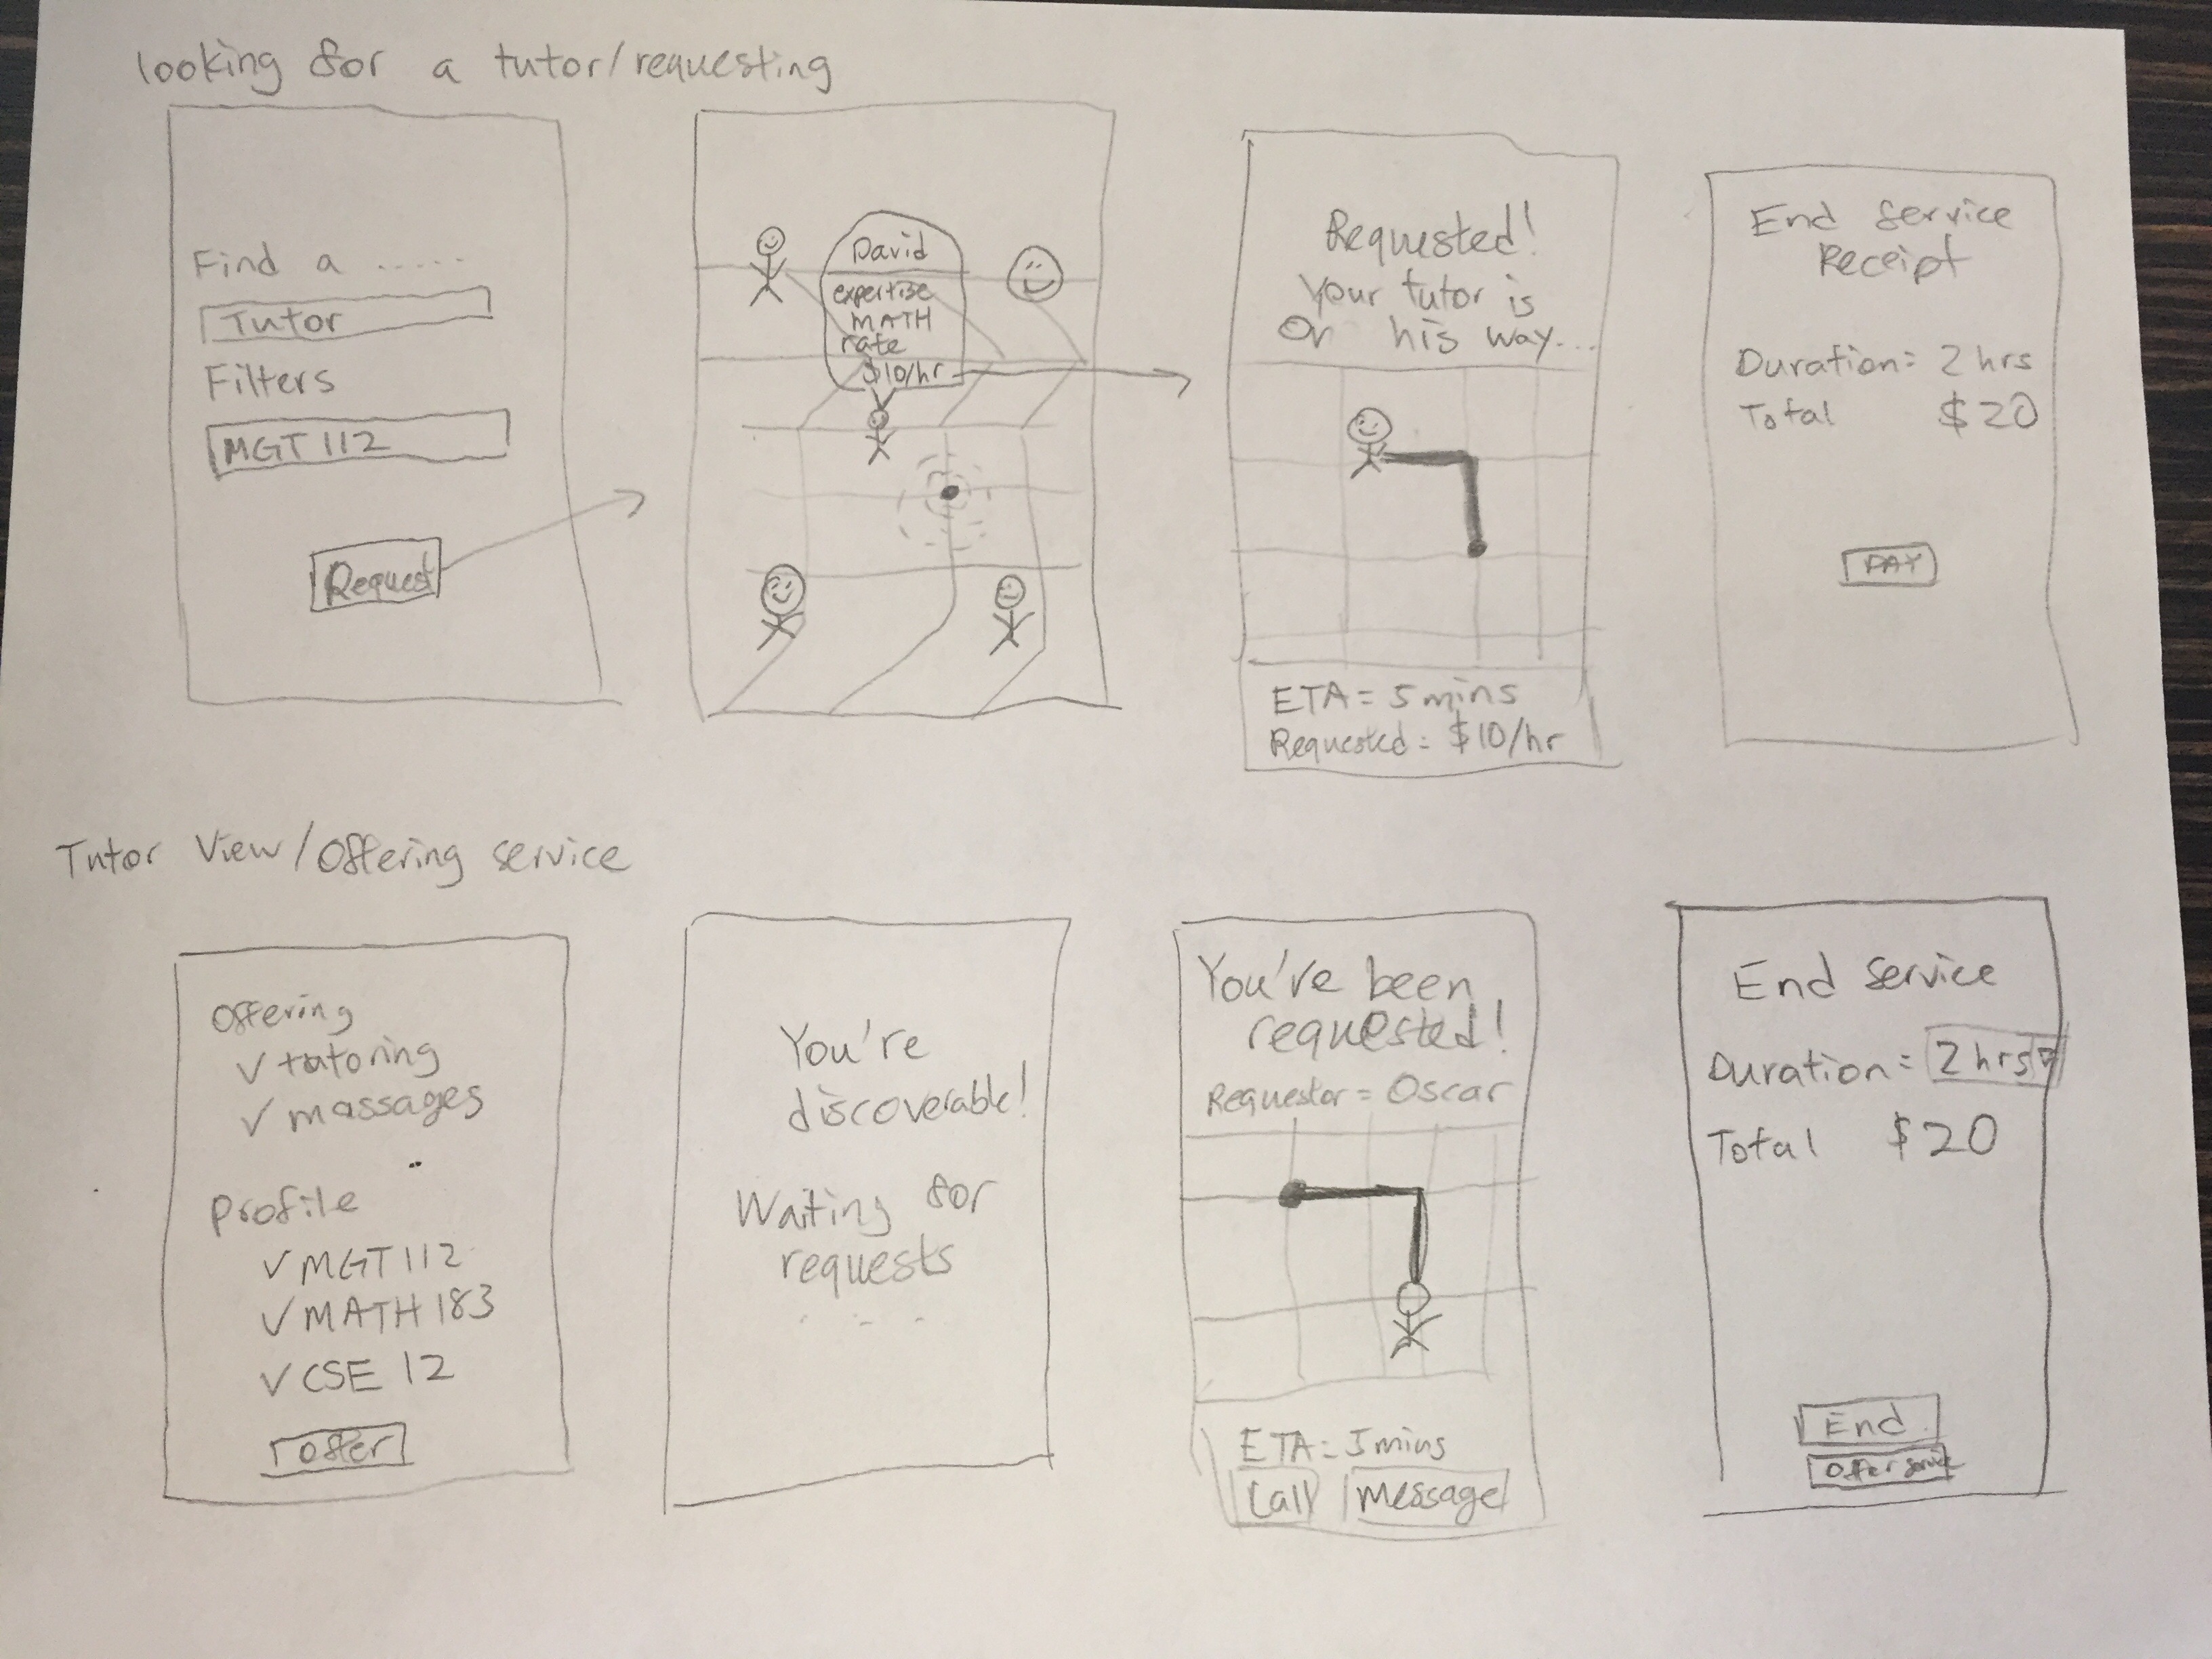 looking for a tutor/requesting
Find a .....
Tutor
Filters
MGT 112
Request
David
expertise
MATH
rate
$10/hr
Requested!
Your tutor is
On his way...
ETA = 5 mins
Requested = $10/hr
End Service
Receipt
Duration = 2 hrs
Total $20
PAY
Tutor View/Offering service
Offering
✓ tutoring
✓ massages
Profile
✓ MGT 112
✓ MATH 183
✓ CSE 12
Offer
You're
discoverable!
Waiting for
requests
...
You've been
requested!
Requestor = Oscar
ETA = 5 mins
Call message
End Service
Duration = 2 hrs
Total $20
End
Offer service